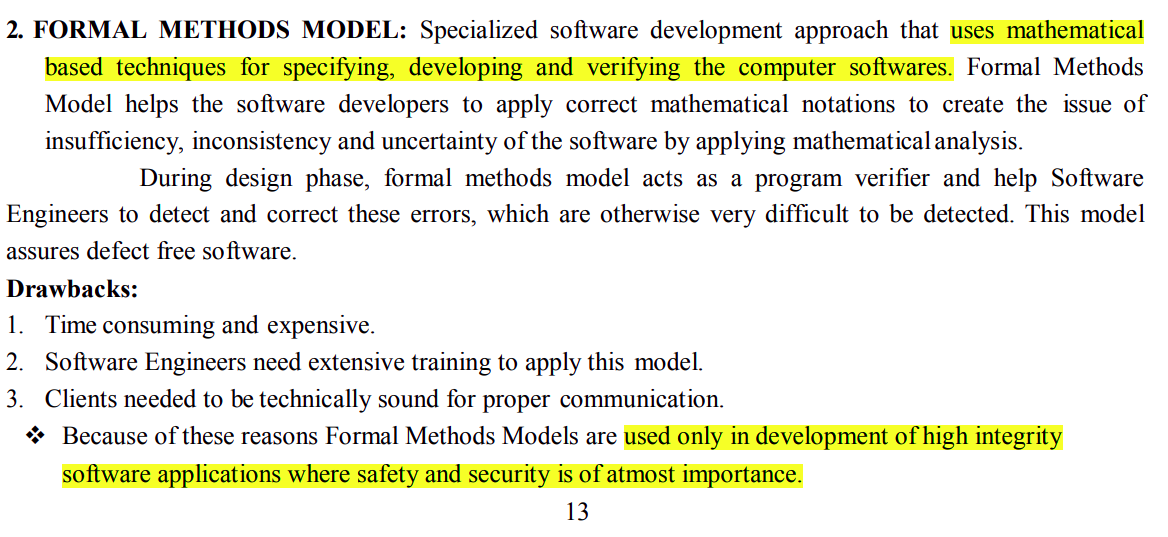 2. FORMAL METHODS MODEL: Specialized software development approach that uses mathematical
based techniques for specifying, developing and verifying the computer softwares. Formal Methods
Model helps the software developers to apply correct mathematical notations to create the issue of
insufficiency, inconsistency and uncertainty of the software by applying mathematical analysis.
During design phase, formal methods model acts as a program verifier and help Software
Engineers to detect and correct these errors, which are otherwise very difficult to be detected. This model
assures defect free software.
Drawbacks:
1. Time consuming and expensive.
2. Software Engineers need extensive training to apply this model.
3. Clients needed to be technically sound for proper communication.
❖ Because of these reasons Formal Methods Models are used only in development of high integrity
software applications where safety and security is of atmost importance.
13